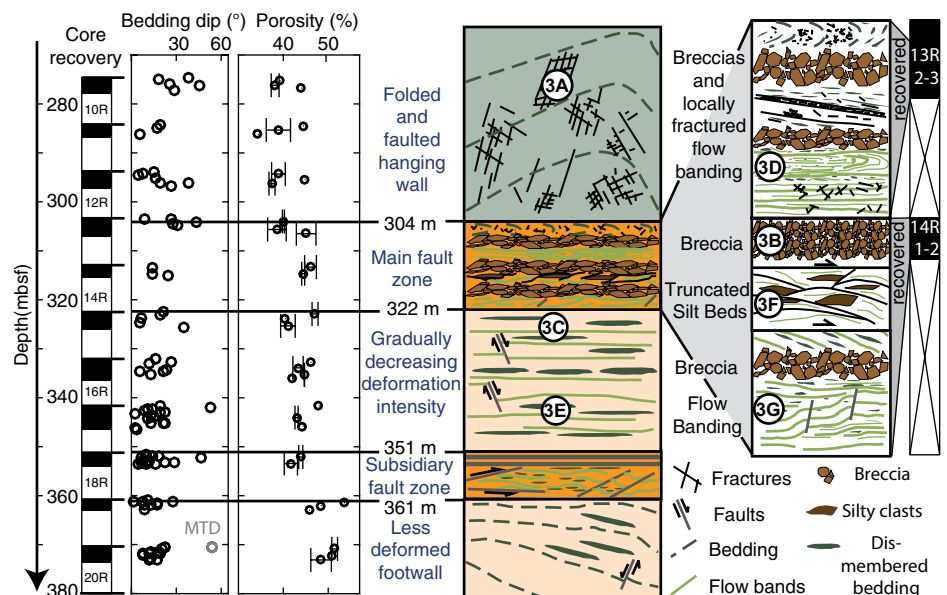 Bedding dip (°) Porosity (%)
Core
recovery
30 60 40 50
Depth(mbsf)
280
300
320
340
360
380
10R
12R
14R
16R
18R
20R
MTD
Folded
and
faulted
hanging
wall
304 m
Main fault
zone
322 m
Gradually
decreasing
deformation
intensity
351 m
Subsidiary
fault zone
361 m
Less
deformed
footwall
3A
3C
3E
Breccias
and
locally
fractured
flow
banding
Breccia
Truncated
Silt Beds
Breccia
Flow
Banding
3D
3B
3F
3G
recovered
13R
2-3
recovered
14R
1-2
Fractures
Faults
Bedding
Flow bands
Breccia
Silty clasts
Dis-
membered
bedding